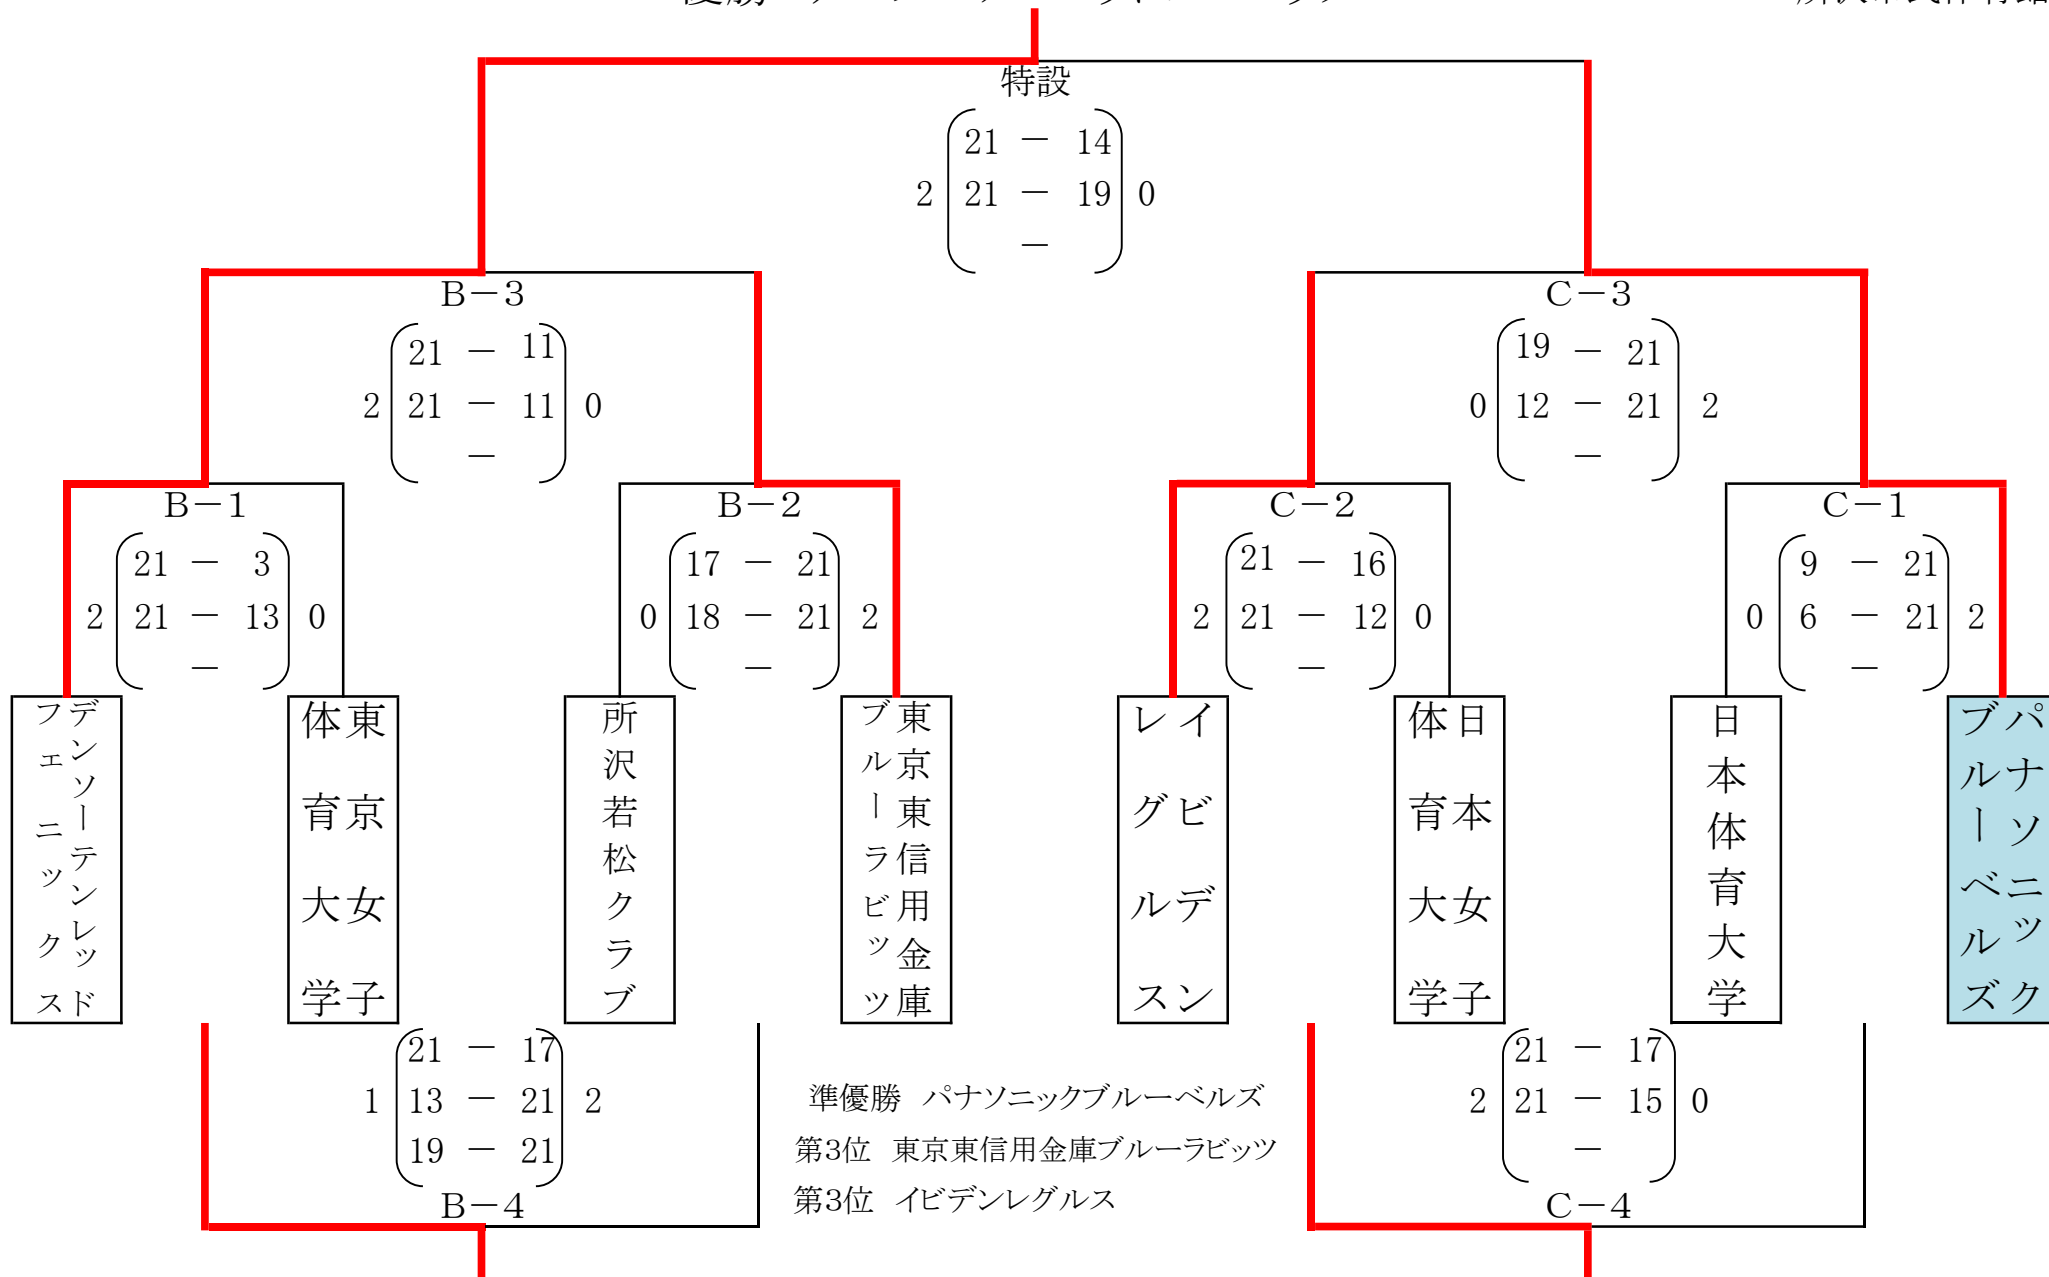 特設
21 － 14
2 21 － 19 0
－
B－3
21 － 11
2 21 － 11 0
－
C－3
19 － 21
0 12 － 21 2
－
B－1
21 － 3
2 21 － 13 0
－
B－2
17 － 21
0 18 － 21 2
－
C－2
21 － 16
2 21 － 12 0
－
C－1
9 － 21
0 6 － 21 2
－
デンソーテンレッド
フェニックス
東京女子
体育大学
所沢若松クラブ
東京東信用金庫
ブルーラビッツ
イビデン
レグルス
日本女子
体育大学
日本体育大学
パナソニック
ブルーベルズ
21 － 17
1 13 － 21 2
19 － 21
B－4
準優勝 パナソニックブルーベルズ
第3位 東京東信用金庫ブルーラビッツ
第3位 イビデンレグルス
21 － 17
2 21 － 15 0
－
C－4